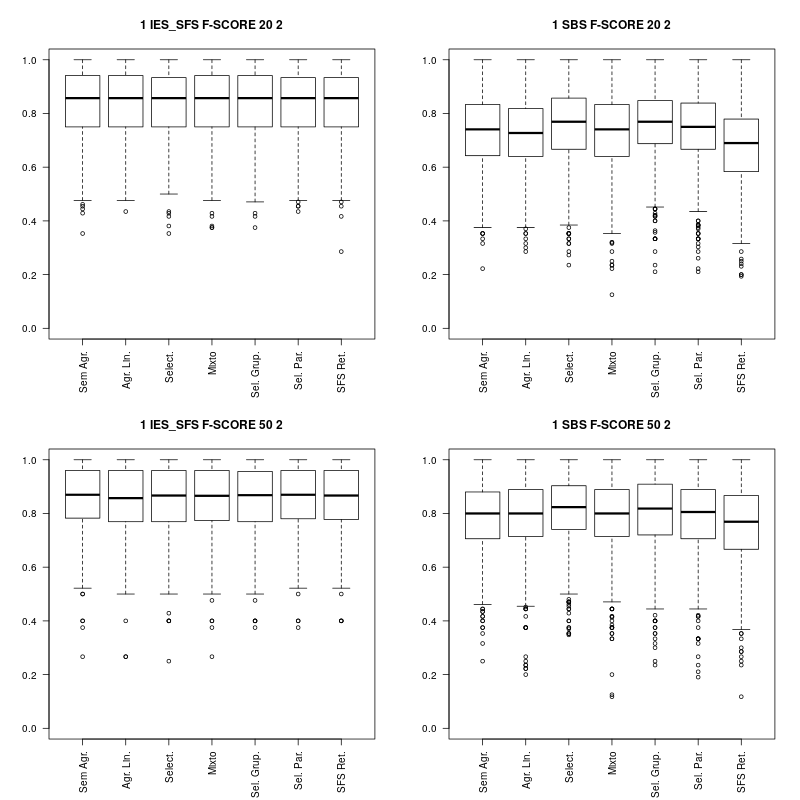 1 IES_SFS F-SCORE 20 2
1.0
0.8
0.6
0.4
0.2
0.0
Sem Agr.
Agr. Lin.
Select.
Mixto
Sel. Grup.
Sel. Par.
SFS Ret.
1 SBS F-SCORE 20 2
1.0
0.8
0.6
0.4
0.2
0.0
Sem Agr.
Agr. Lin.
Select.
Mixto
Sel. Grup.
Sel. Par.
SFS Ret.
1 IES_SFS F-SCORE 50 2
1.0
0.8
0.6
0.4
0.2
0.0
Sem Agr.
Agr. Lin.
Select.
Mixto
Sel. Grup.
Sel. Par.
SFS Ret.
1 SBS F-SCORE 50 2
1.0
0.8
0.6
0.4
0.2
0.0
Sem Agr.
Agr. Lin.
Select.
Mixto
Sel. Grup.
Sel. Par.
SFS Ret.